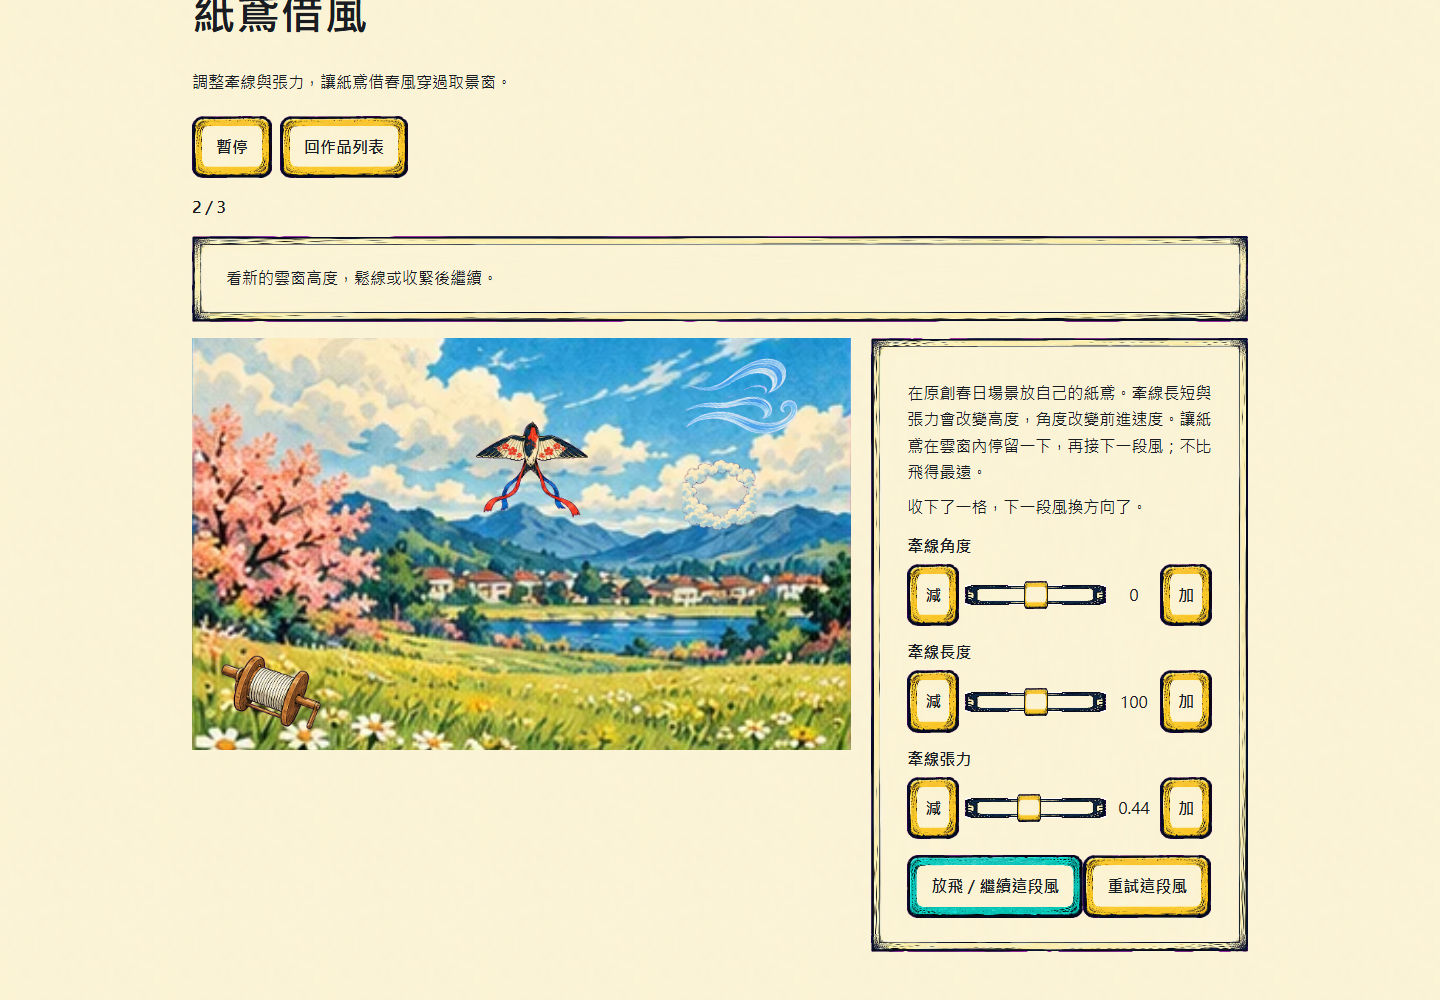 紙鳶借風
調整牽線與張力，讓紙鳶借春風穿過取景窗。
暫停
回作品列表
2 / 3
看新的雲窗高度，鬆線或收緊後繼續。
在原創春日場景放自己的紙鳶。牽線長短與
張力會改變高度，角度改變前進速度。讓紙
鳶在雲窗內停留一下，再接下一段風；不比
飛得最遠。
收下了一格，下一段風換方向了。
牽線角度
減
0
加
牽線長度
減
100
加
牽線張力
減
0.44
加
放飛 / 繼續這段風
重試這段風